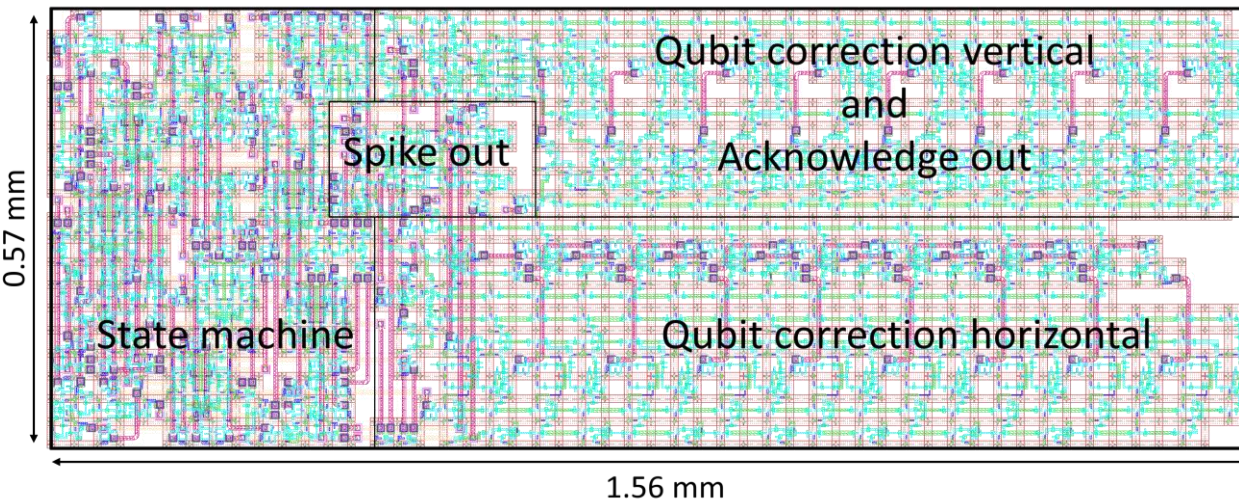 Qubit correction vertical
and
Acknowledge out
Spike out
0.57 mm
State machine
Qubit correction horizontal
1.56 mm